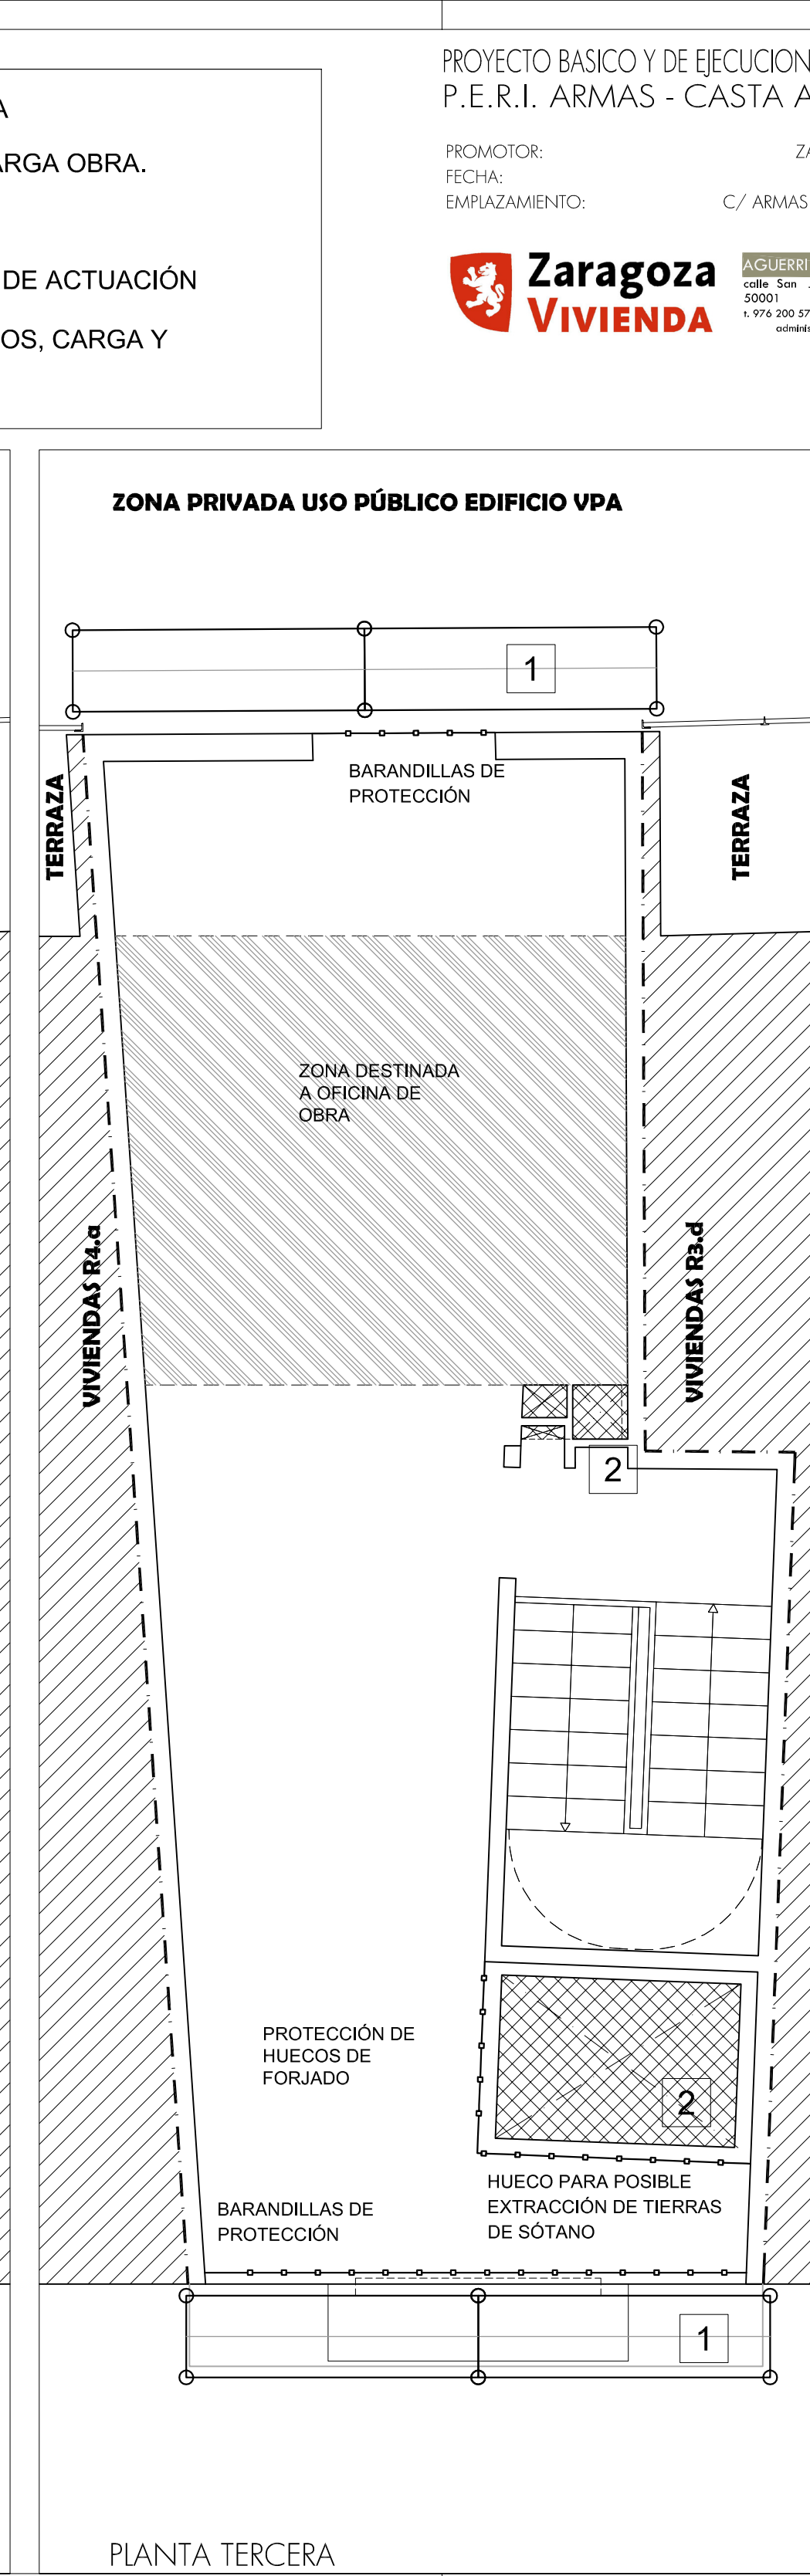 PROYECTO BASICO Y DE EJECUCION
P.E.R.I. ARMAS - CASTA A
PROMOTOR:
FECHA:
EMPLAZAMIENTO:
C/ ARMAS
Zaragoza
VIVIENDA
AGUERRI
calle San
50001
t. 976 200 57
adminis
ARGA OBRA.
DE ACTUACIÓN
OS, CARGA Y
ZONA PRIVADA USO PÚBLICO EDIFICIO VPA
1
BARANDILLAS DE
PROTECCIÓN
TERRAZA
TERRAZA
ZONA DESTINADA
A OFICINA DE
OBRA
VIVIENDAS R4.a
VIVIENDAS R3.d
2
PROTECCIÓN DE
HUECOS DE
FORJADO
2
HUECO PARA POSIBLE
EXTRACCIÓN DE TIERRAS
DE SÓTANO
BARANDILLAS DE
PROTECCIÓN
1
PLANTA TERCERA